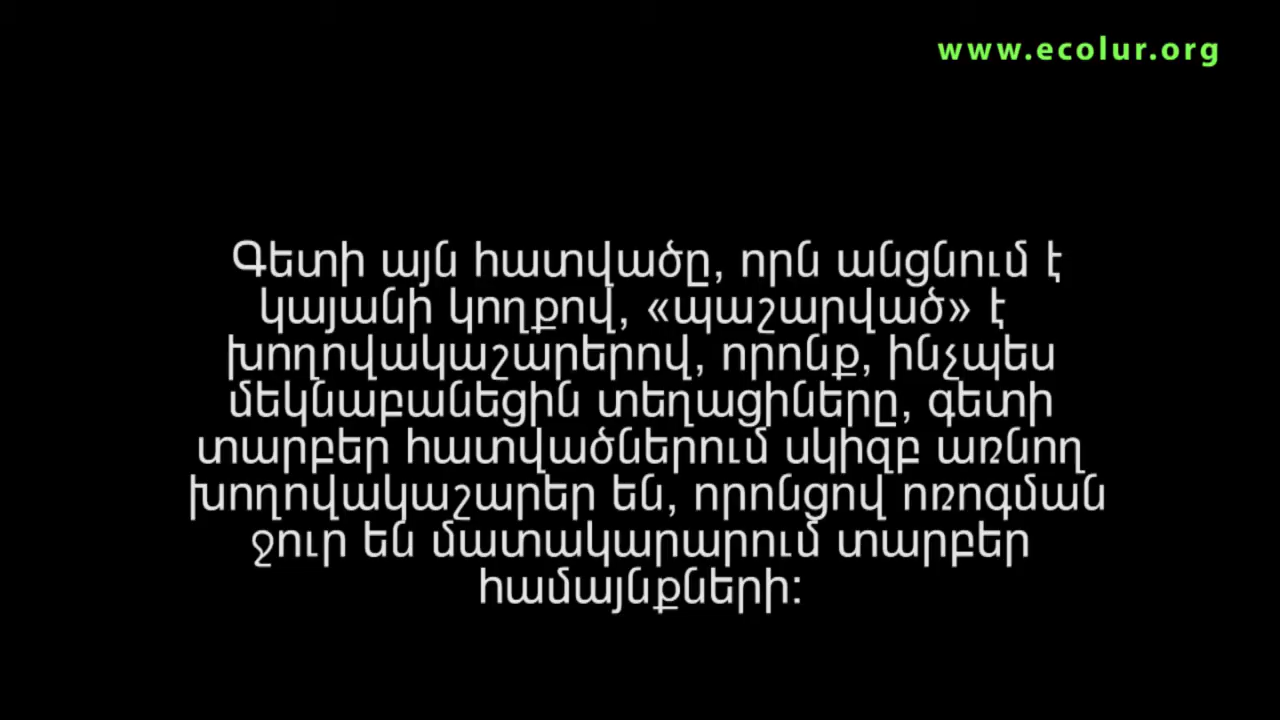 www.ecolur.org
Գետի այն հատվածը, որն անցնում է
կայանի կողքով, «պաշարված» է
խողովակաշարերով, որոնք, ինչպես
մեկնաբանեցին տեղացիները, գետի
տարբեր հատվածներում սկիզբ առնող
խողովակաշարեր են, որոնցով ոռոգման
ջուր են մատակարարում տարբեր
համայնքների: